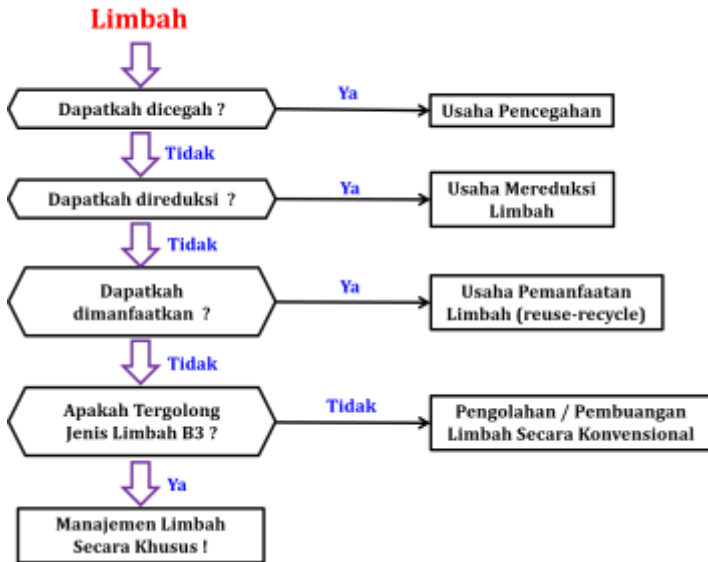 Limbah
Dapatkah dicegah ?
Ya
Usaha Pencegahan
Tidak
Dapatkah direduksi ?
Ya
Usaha Mereduksi
Limbah
Tidak
Dapatkah
dimanfaatkan ?
Ya
Usaha Pemanfaatan
Limbah (reuse-recycle)
Tidak
Apakah Tergolong
Jenis Limbah B3 ?
Tidak
Pengolahan / Pembuangan
Limbah Secara Konvensional
Ya
Manajemen Limbah
Secara Khusus !